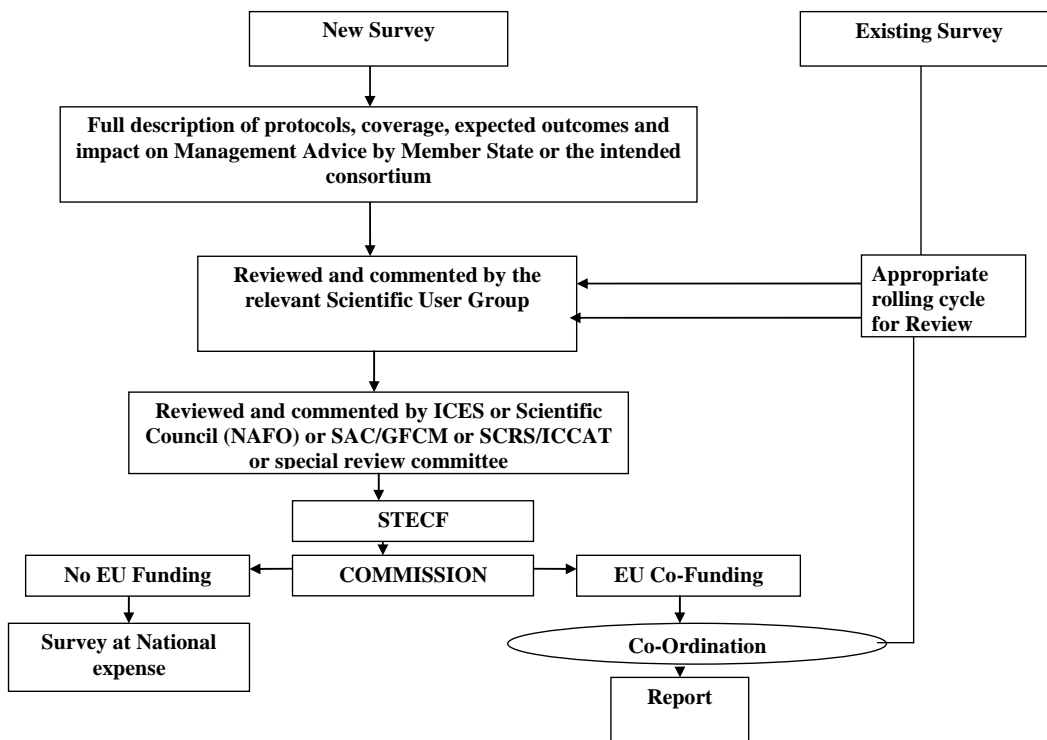 New Survey
Existing Survey
Full description of protocols, coverage, expected outcomes and
impact on Management Advice by Member State or the intended
consortium
Reviewed and commented by the
relevant Scientific User Group
Appropriate
rolling cycle
for Review
Reviewed and commented by ICES or Scientific
Council (NAFO) or SAC/GFCM or SCRS/ICCAT
or special review committee
STECF
No EU Funding
COMMISSION
EU Co-Funding
Survey at National
expense
Co-Ordination
Report